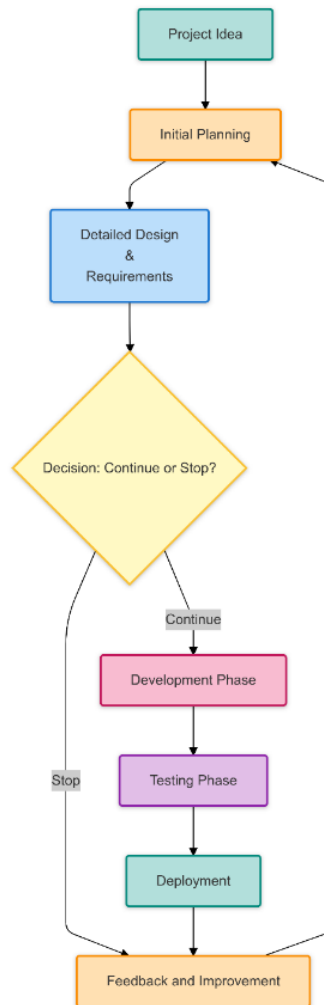 Project Idea
Initial Planning
Detailed Design
&
Requirements
Decision: Continue or Stop?
Continue
Development Phase
Stop
Testing Phase
Deployment
Feedback and Improvement